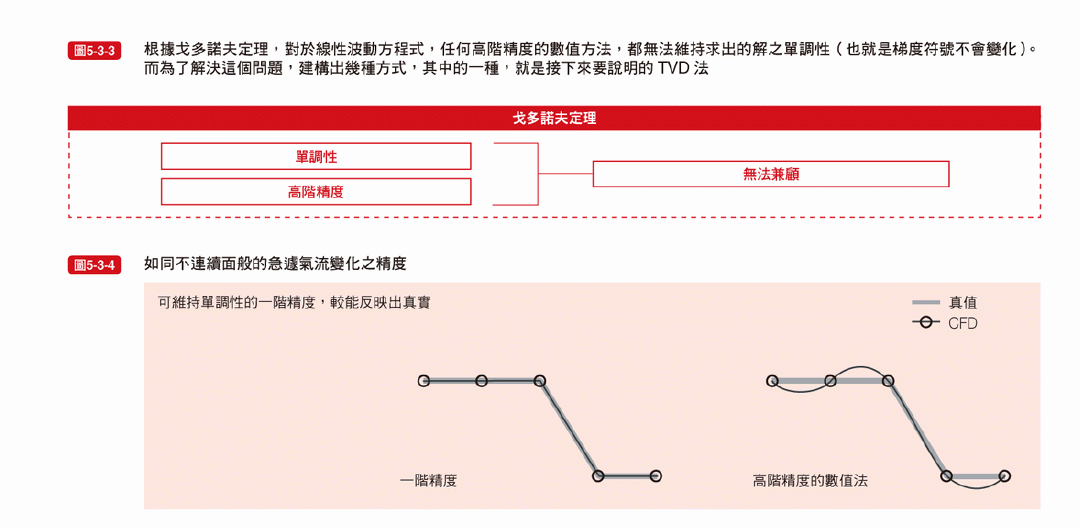 圖5-3-3
根據戈多諾夫定理，對於線性波動方程式，任何高階精度的數值方法，都無法維持求出的解之單調性（也就是梯度符號不會變化）。
而為了解決這個問題，建構出幾種方式，其中的一種，就是接下來要說明的 TVD 法
戈多諾夫定理
單調性
高階精度
無法兼顧
圖5-3-4
如同不連續面般的急遽氣流變化之精度
可維持單調性的一階精度，較能反映出真實
真值
CFD
一階精度
高階精度的數值法